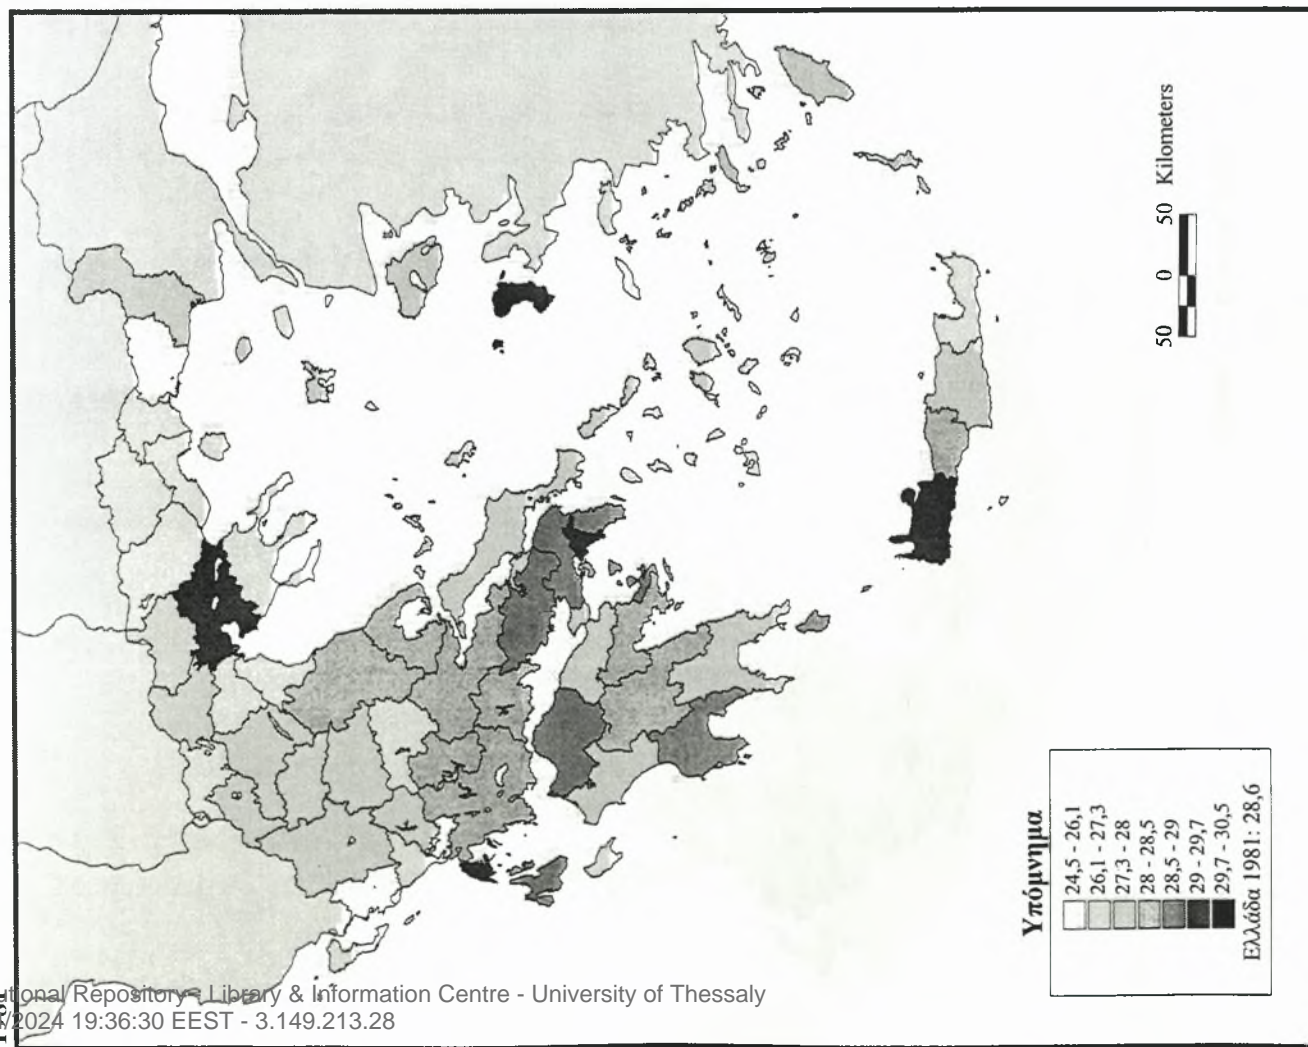 50 0 50 Kilometers
Υπόμνημα
24,5 - 26,1
26,1 - 27,3
27,3 - 28
28 - 28,5
28,5 - 29
29 - 29,7
29,7 - 30,5
Ελλάδα 1981: 28,6
Repository - Library & Information Centre - University of Thessaly
/2024 19:36:30 EEST - 3.149.213.28